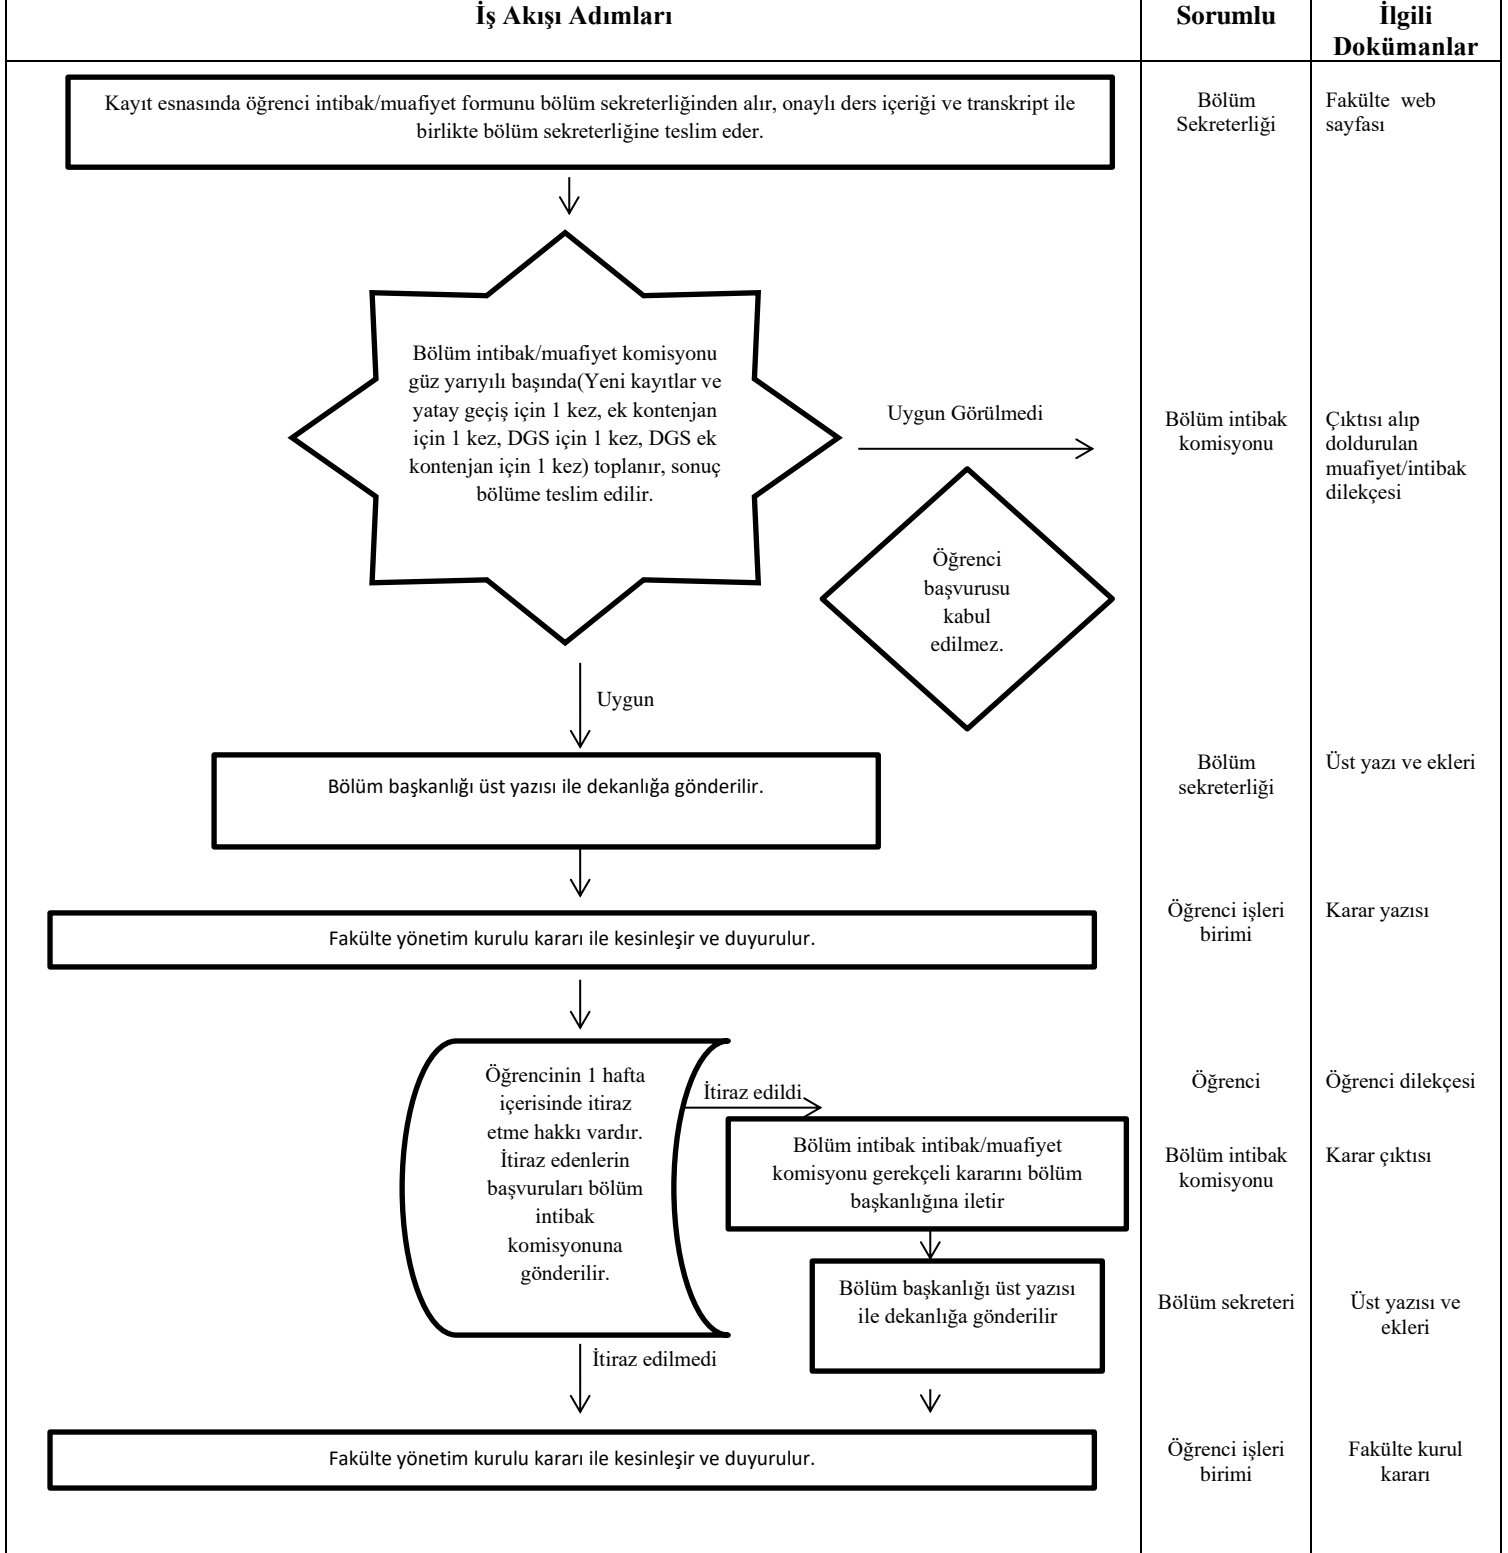 İş Akışı Adımları
Sorumlu
İlgili
Dokümanlar
Kayıt esnasında öğrenci intibak/muafiyet formunu bölüm sekreterliğinden alır, onaylı ders içeriği ve transkript ile
birlikte bölüm sekreterliğine teslim eder.
Bölüm
Sekreterliği
Fakülte web
sayfası
Bölüm intibak/muafiyet komisyonu
güz yarıyılı başında(Yeni kayıtlar ve
yatay geçiş için 1 kez, ek kontenjan
için 1 kez, DGS için 1 kez, DGS ek
kontenjan için 1 kez) toplanır, sonuç
bölüme teslim edilir.
Uygun Görülmedi
Bölüm intibak
komisyonu
Çıktısı alıp
doldurulan
muafiyet/intibak
dilekçesi
Öğrenci
başvurusu
kabul
edilmez.
Uygun
Bölüm başkanlığı üst yazısı ile dekanlığa gönderilir.
Bölüm
sekreterliği
Üst yazı ve ekleri
Fakülte yönetim kurulu kararı ile kesinleşir ve duyurulur.
Öğrenci işleri
birimi
Karar yazısı
Öğrencinin 1 hafta
içerisinde itiraz
etme hakkı vardır.
İtiraz edenlerin
başvuruları bölüm
intibak
komisyonuna
gönderilir.
İtiraz edildi
Öğrenci
Öğrenci dilekçesi
Bölüm intibak intibak/muafiyet
komisyonu gerekçeli kararını bölüm
başkanlığına iletir
Bölüm intibak
komisyonu
Karar çıktısı
Bölüm başkanlığı üst yazısı
ile dekanlığa gönderilir
Bölüm sekreteri
Üst yazısı ve
ekleri
İtiraz edilmedi
Fakülte yönetim kurulu kararı ile kesinleşir ve duyurulur.
Öğrenci işleri
birimi
Fakülte kurul
kararı